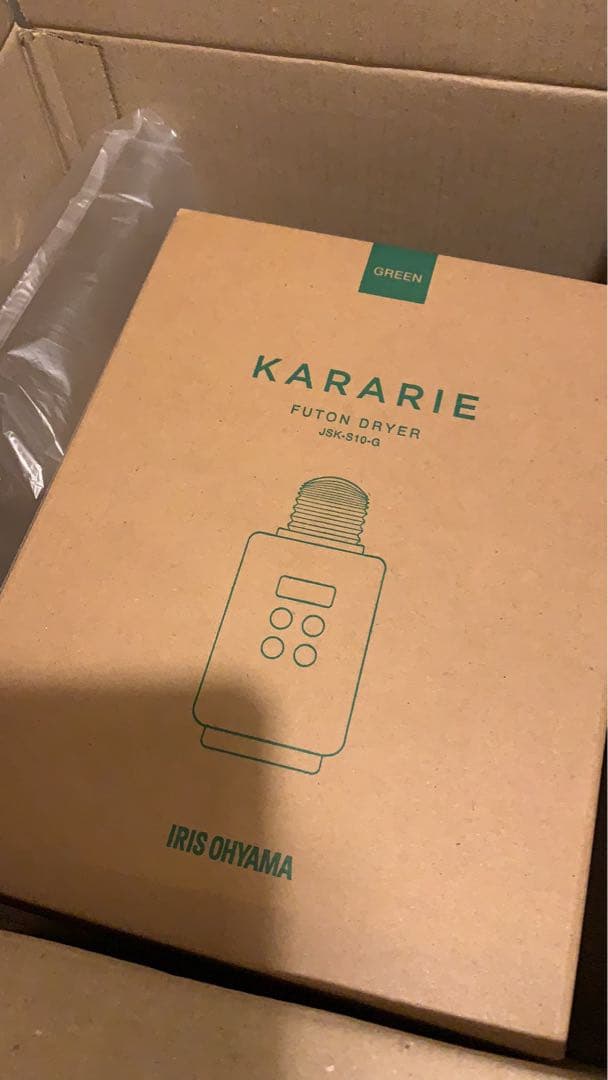 GREEN
KARARIE
FUTON DRYER
JSK-S10-G
IRIS OHYAMA